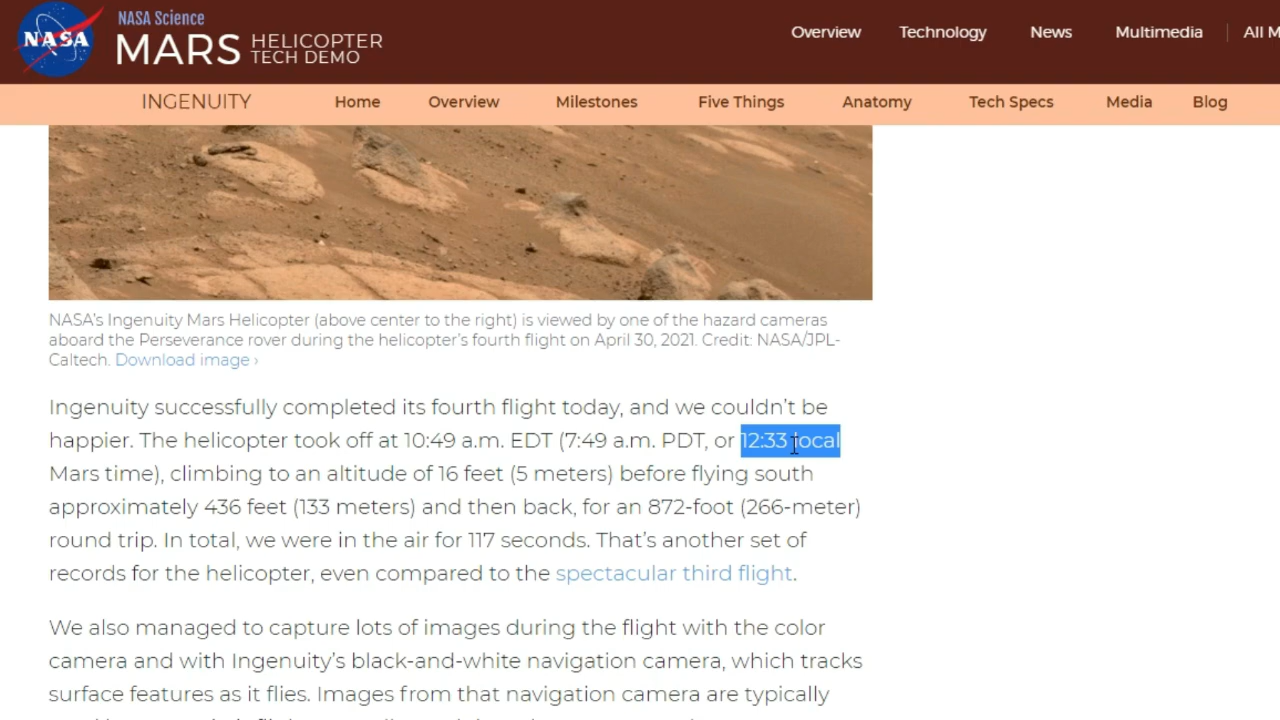 NASA
NASA Science
MARS HELICOPTER
TECH DEMO
Overview Technology News Multimedia All M
INGENUITY Home Overview Milestones Five Things Anatomy Tech Specs Media Blog
NASA's Ingenuity Mars Helicopter (above center to the right) is viewed by one of the hazard cameras
aboard the Perseverance rover during the helicopter's fourth flight on April 30, 2021. Credit: NASA/JPL-
Caltech. Download image ›
Ingenuity successfully completed its fourth flight today, and we couldn't be
happier. The helicopter took off at 10:49 a.m. EDT (7:49 a.m. PDT, or 12:33 local
Mars time), climbing to an altitude of 16 feet (5 meters) before flying south
approximately 436 feet (133 meters) and then back, for an 872-foot (266-meter)
round trip. In total, we were in the air for 117 seconds. That's another set of
records for the helicopter, even compared to the spectacular third flight.
We also managed to capture lots of images during the flight with the color
camera and with Ingenuity's black-and-white navigation camera, which tracks
surface features as it flies. Images from that navigation camera are typically